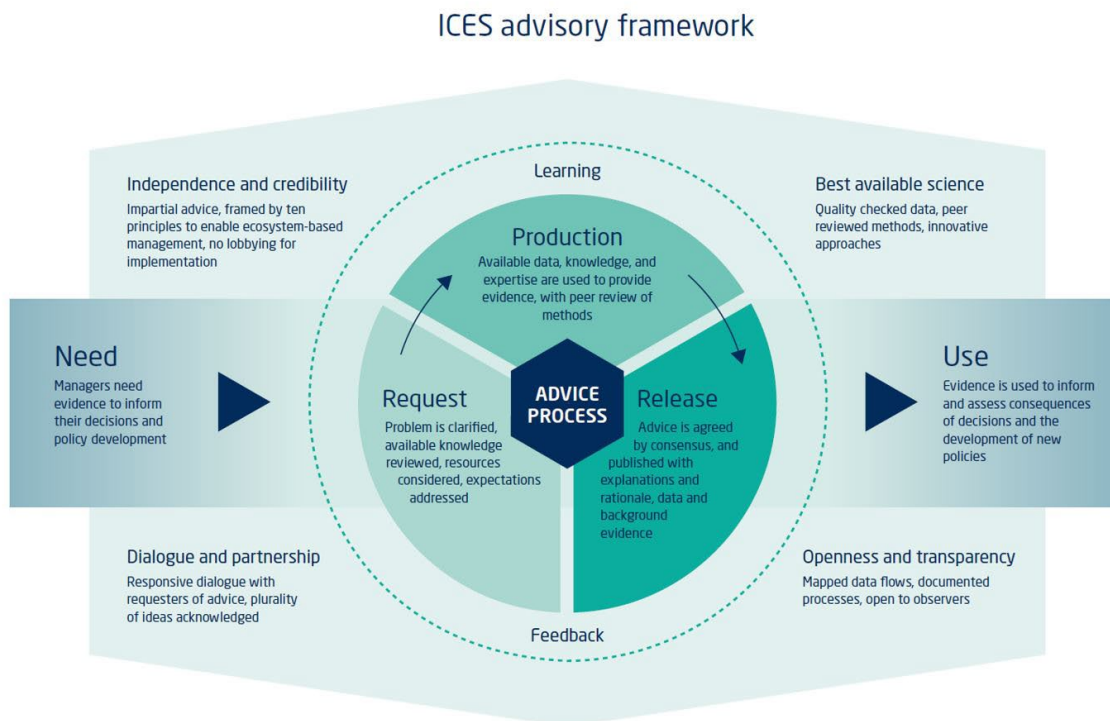 ICES advisory framework
Learning
Independence and credibility
Impartial advice, framed by ten
principles to enable ecosystem-based
management, no lobbying for
implementation
Best available science
Quality checked data, peer
reviewed methods, innovative
approaches
Production
Available data, knowledge, and
expertise are used to provide
evidence, with peer review of
methods
Need
Managers need
evidence to inform
their decisions and
policy development
Request
Problem is clarified,
available knowledge
reviewed, resources
considered, expectations
addressed
ADVICE
PROCESS
Release
Advice is agreed
by consensus, and
published with
explanations and
rationale, data and
background
evidence
Use
Evidence is used to inform
and assess consequences
of decisions and the
development of new
policies
Dialogue and partnership
Responsive dialogue with
requesters of advice, plurality
of ideas acknowledged
Openness and transparency
Mapped data flows, documented
processes, open to observers
Feedback